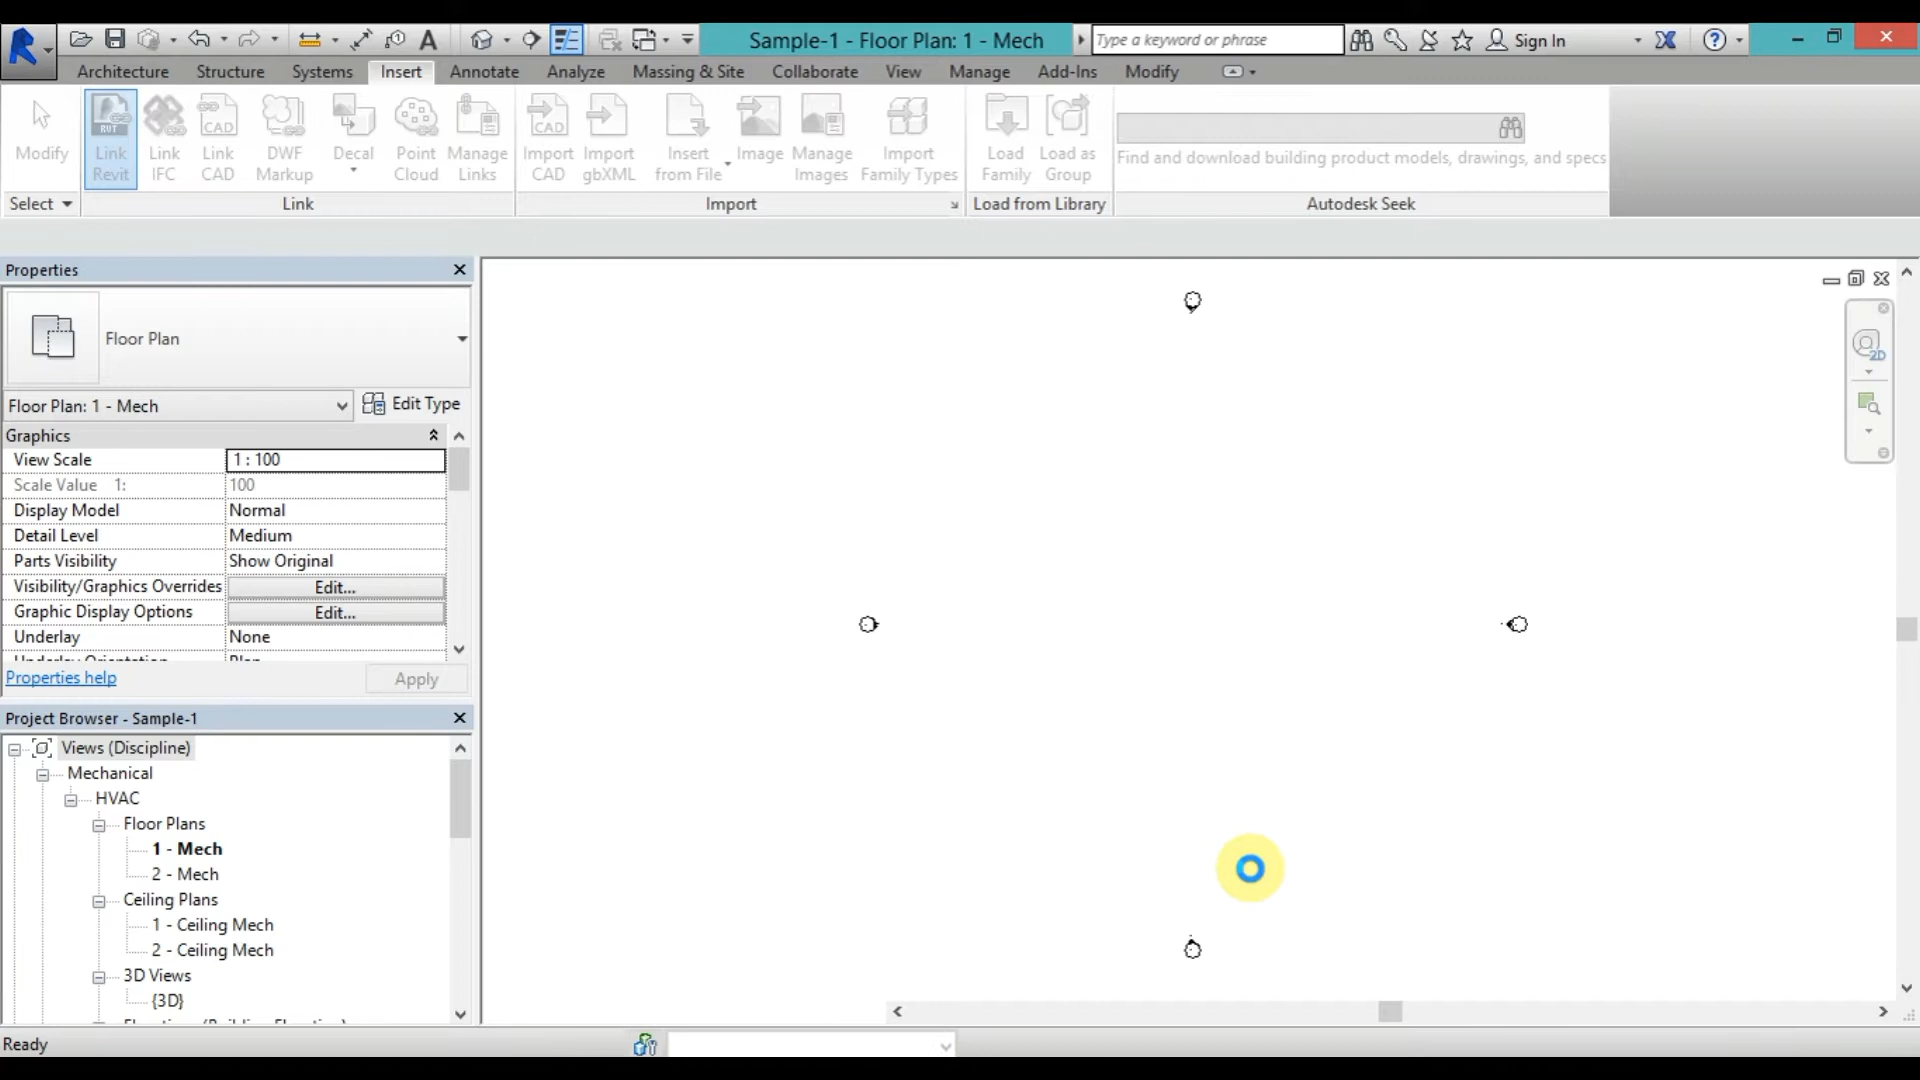 Sample-1 - Floor Plan: 1 - Mech
Type a keyword or phrase
Sign In
Architecture
Structure
Systems
Insert
Annotate
Analyze
Massing & Site
Collaborate
View
Manage
Add-Ins
Modify
Modify
Link
Revit
Link
IFC
Link
CAD
DWF
Markup
Decal
Point
Cloud
Manage
Links
Import
CAD
Import
gbXML
Insert
from File
Image
Manage
Images
Import
Family Types
Load
Family
Load as
Group
Find and download building product models, drawings, and specs
Select
Link
Import
Load from Library
Autodesk Seek
Properties
Floor Plan
Floor Plan: 1 - Mech
Edit Type
Graphics
View Scale 1 : 100
Scale Value 1: 100
Display Model Normal
Detail Level Medium
Parts Visibility Show Original
Visibility/Graphics Overrides Edit...
Graphic Display Options Edit...
Underlay None
Properties help
Apply
Project Browser - Sample-1
Views (Discipline)
Mechanical
HVAC
Floor Plans
1 - Mech
2 - Mech
Ceiling Plans
1 - Ceiling Mech
2 - Ceiling Mech
3D Views
{3D}
Ready
2D